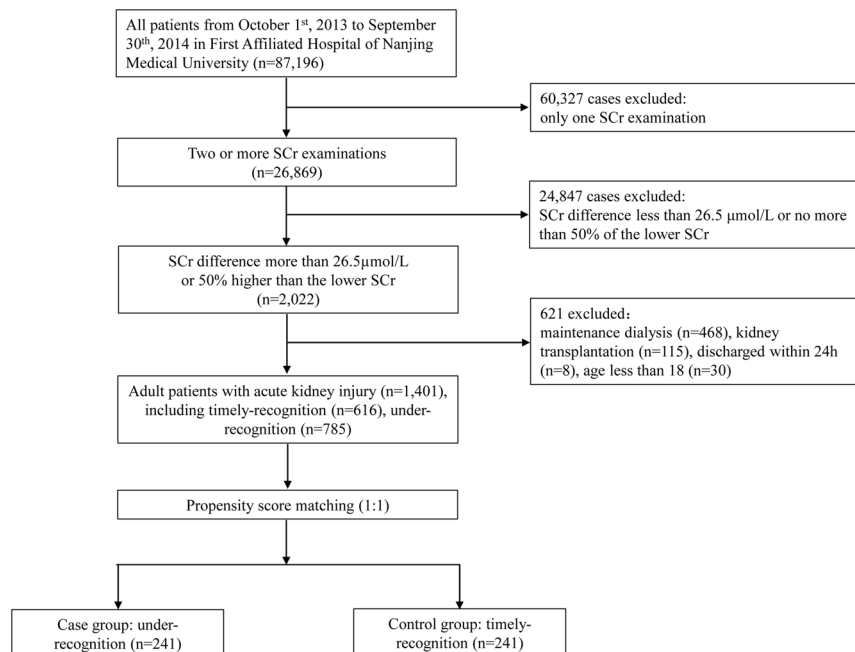 All patients from October 1st, 2013 to September
30th, 2014 in First Affiliated Hospital of Nanjing
Medical University (n=87,196)
60,327 cases excluded:
only one SCr examination
Two or more SCr examinations
(n=26,869)
24,847 cases excluded:
SCr difference less than 26.5 μmol/L or no more
than 50% of the lower SCr
SCr difference more than 26.5μmol/L
or 50% higher than the lower SCr
(n=2,022)
621 excluded：
maintenance dialysis (n=468), kidney
transplantation (n=115), discharged within 24h
(n=8), age less than 18 (n=30)
Adult patients with acute kidney injury (n=1,401),
including timely-recognition (n=616), under-
recognition (n=785)
Propensity score matching (1:1)
Case group: under-
recognition (n=241)
Control group: timely-
recognition (n=241)